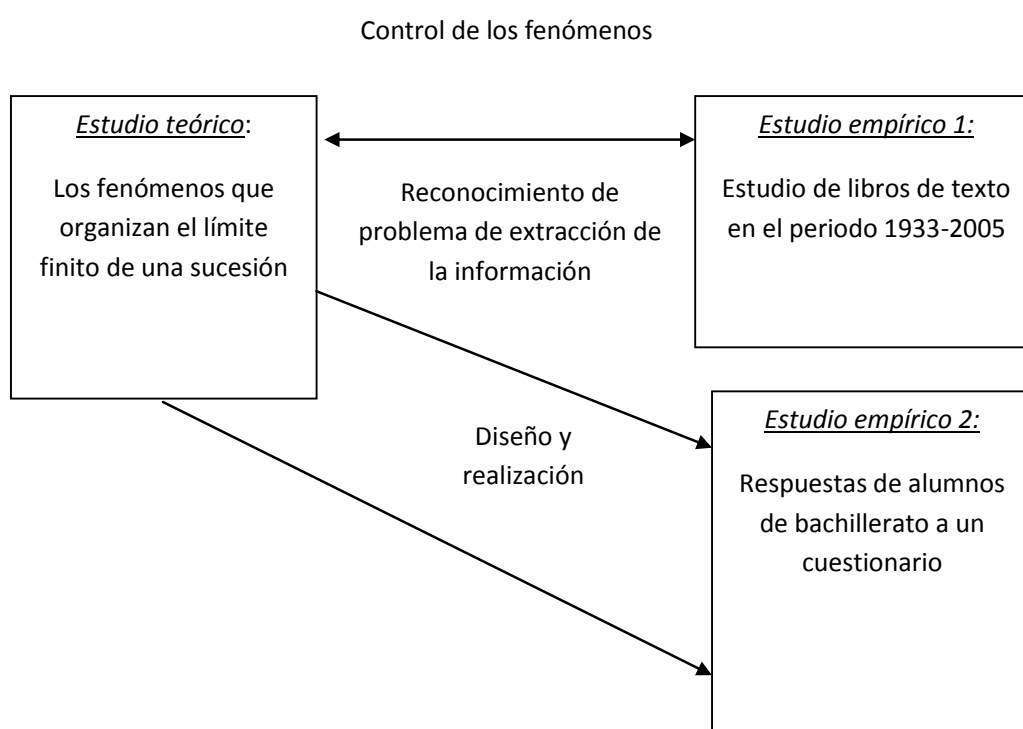 Control de los fenómenos
Estudio teórico:
Los fenómenos que
organizan el límite
finito de una sucesión
Reconocimiento de
problema de extracción de
la información
Estudio empírico 1:
Estudio de libros de texto
en el periodo 1933-2005
Diseño y
realización
Estudio empírico 2:
Respuestas de alumnos
de bachillerato a un
cuestionario